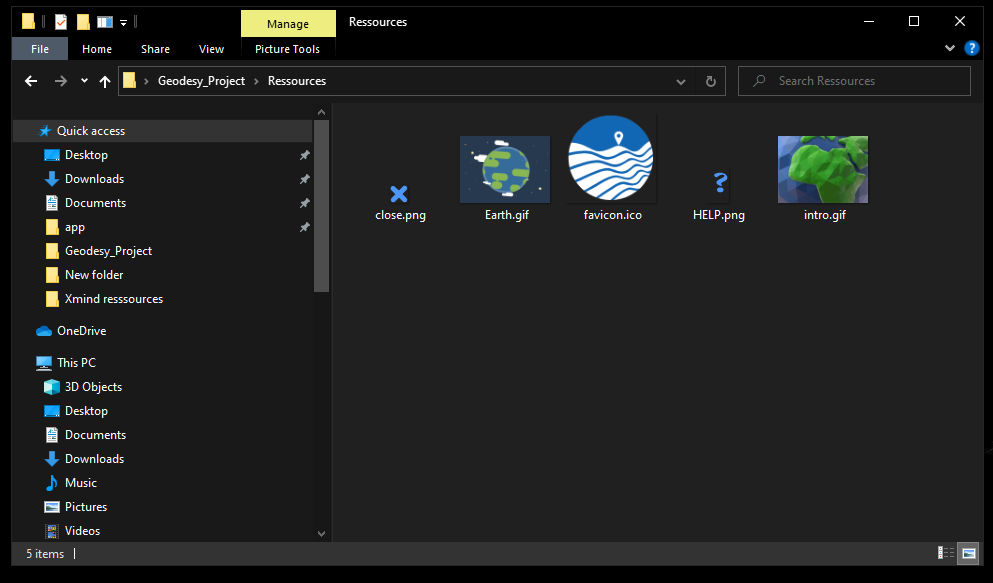 Manage
Ressources
File
Home
Share
View
Picture Tools
?
Geodesy_Project
Ressources
Search Ressources
Quick access
Desktop
Downloads
Documents
app
Geodesy_Project
New folder
Xmind resssources
OneDrive
This PC
3D Objects
Desktop
Documents
Downloads
Music
Pictures
Videos
close.png
Earth.gif
favicon.ico
HELP.png
intro.gif
5 items